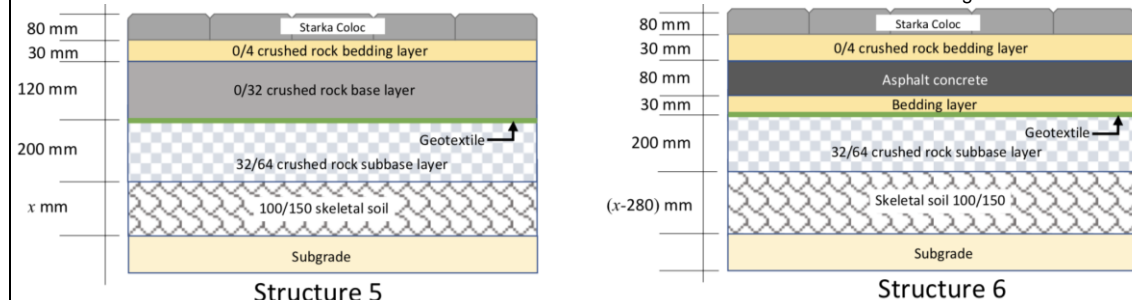 80 mm
Starka Coloc
30 mm
0/4 crushed rock bedding layer
120 mm
0/32 crushed rock base layer
Geotextile
200 mm
32/64 crushed rock subbase layer
x mm
100/150 skeletal soil
Subgrade
Structure 5
80 mm
Starka Coloc
30 mm
0/4 crushed rock bedding layer
80 mm
Asphalt concrete
30 mm
Bedding layer
Geotextile
200 mm
32/64 crushed rock subbase layer
(x-280) mm
Skeletal soil 100/150
Subgrade
Structure 6